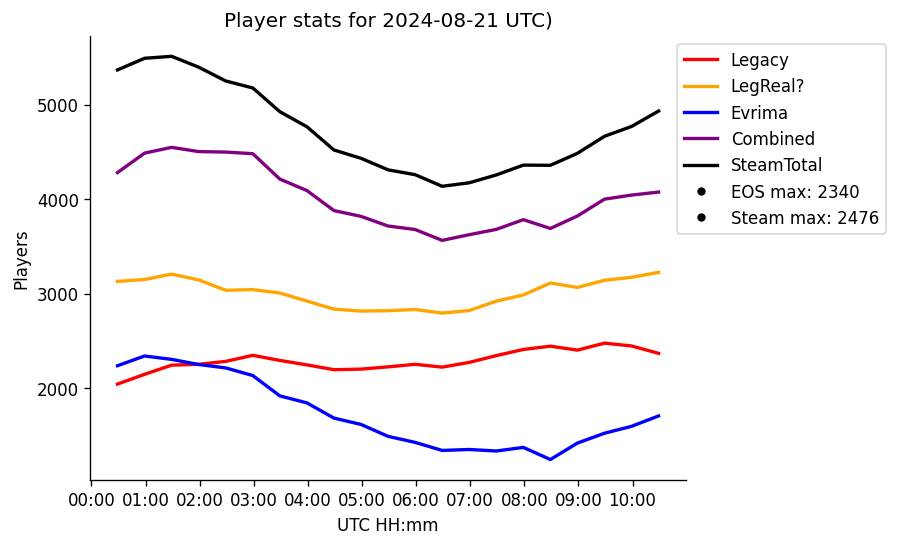 Player stats for 2024-08-21 UTC)
Legacy
LegReal?
Evrima
Combined
SteamTotal
EOS max: 2340
Steam max: 2476
5000
4000
3000
2000
Players
00:00 01:00 02:00 03:00 04:00 05:00 06:00 07:00 08:00 09:00 10:00
UTC HH:mm